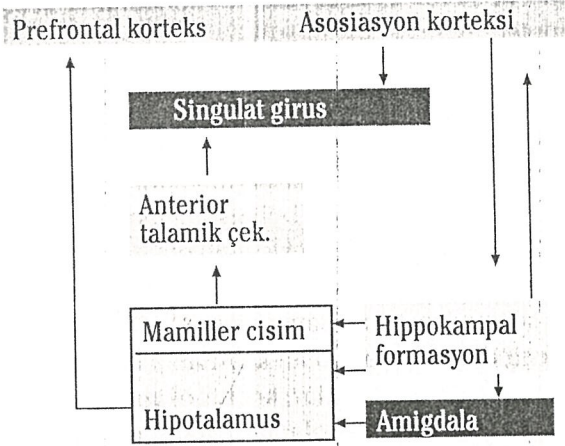 Prefrontal korteks
Asosiasyon korteksi
Singulat girus
Anterior
talamik çek.
Mamiller cisim
Hippokampal
formasyon
Hipotalamus
Amigdala